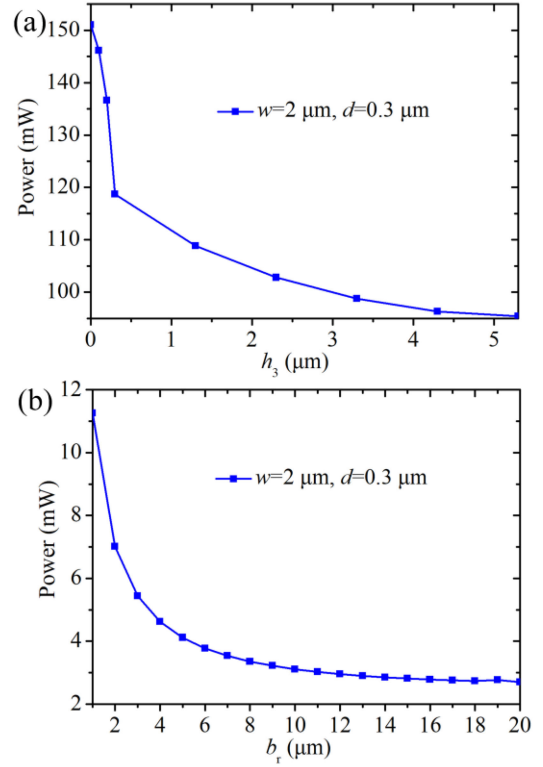 (a)
150
140
130
120
110
100
Power (mW)
w=2 μm, d=0.3 μm
0 1 2 3 4 5
h₃ (μm)
(b)
12
10
8
6
4
2
Power (mW)
w=2 μm, d=0.3 μm
2 4 6 8 10 12 14 16 18 20
bᵣ (μm)